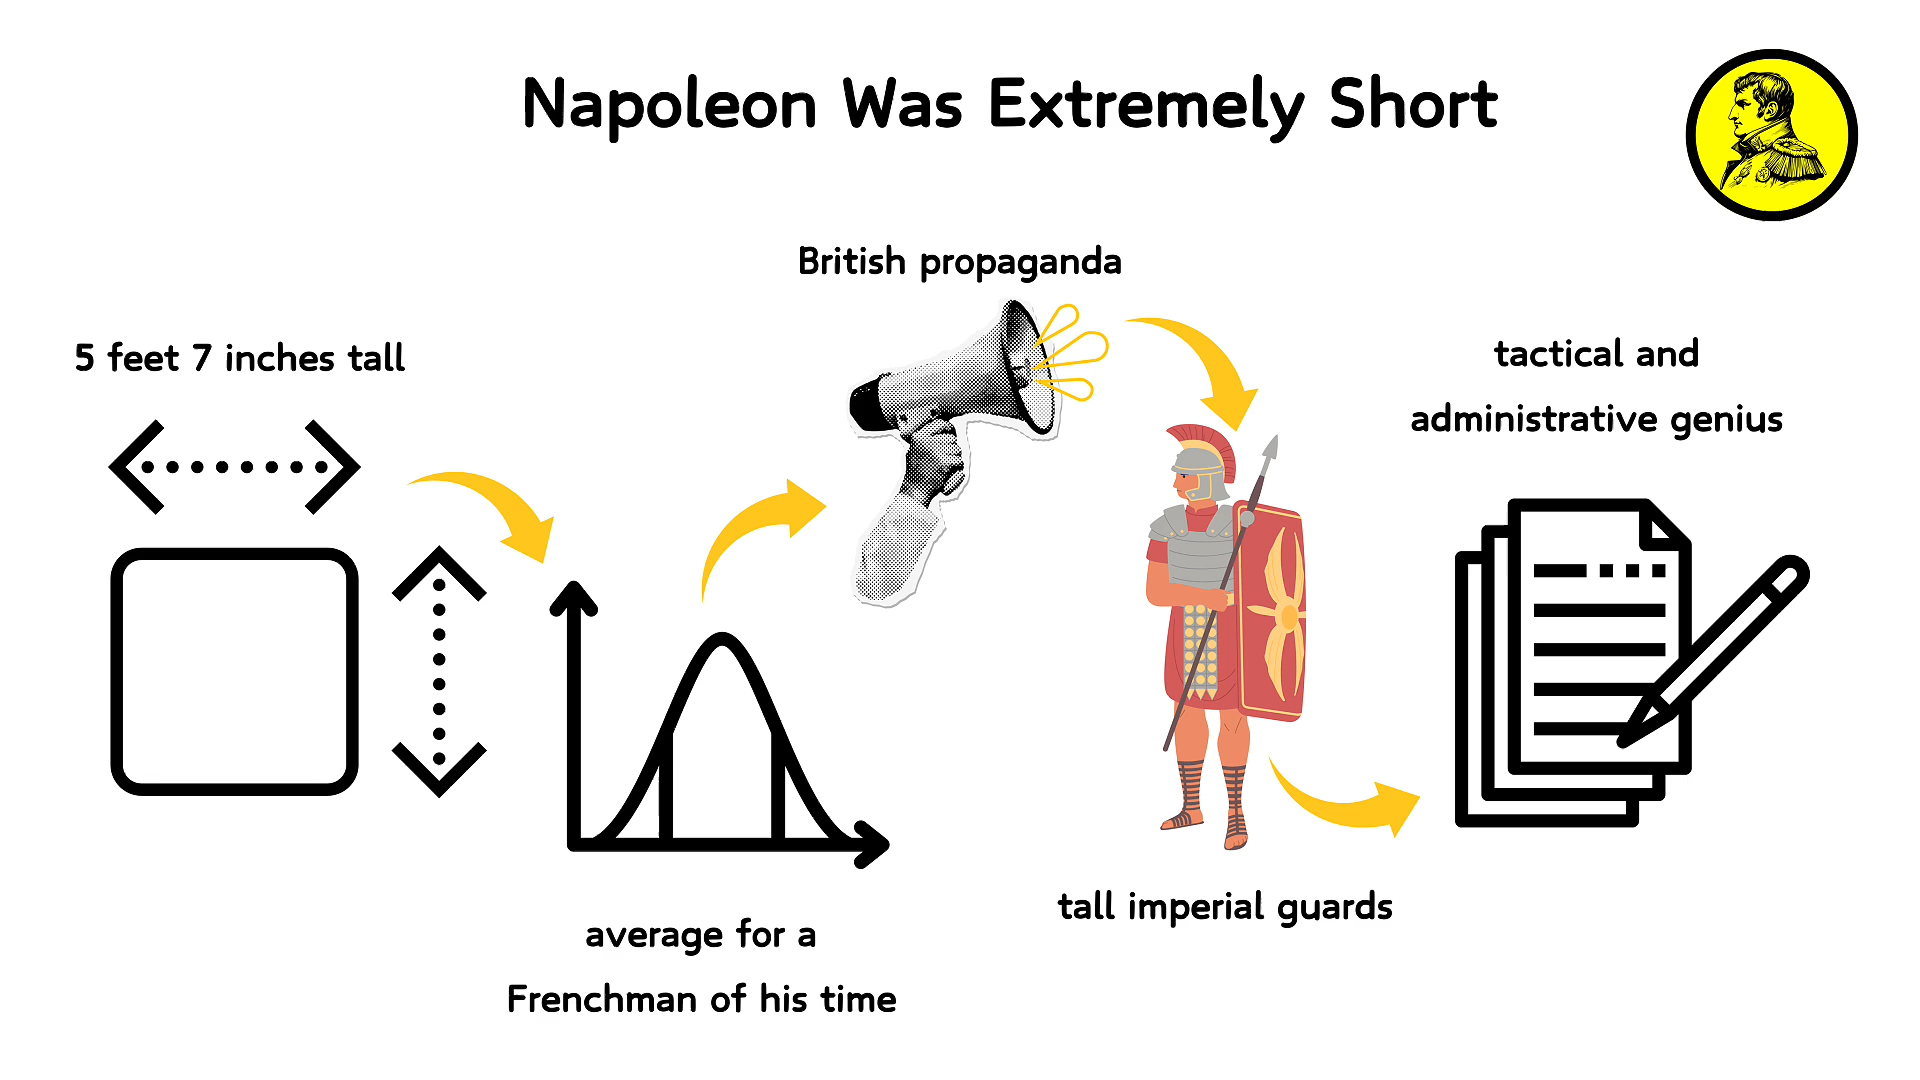 Napoleon Was Extremely Short
5 feet 7 inches tall
average for a
Frenchman of his time
British propaganda
tall imperial guards
tactical and
administrative genius